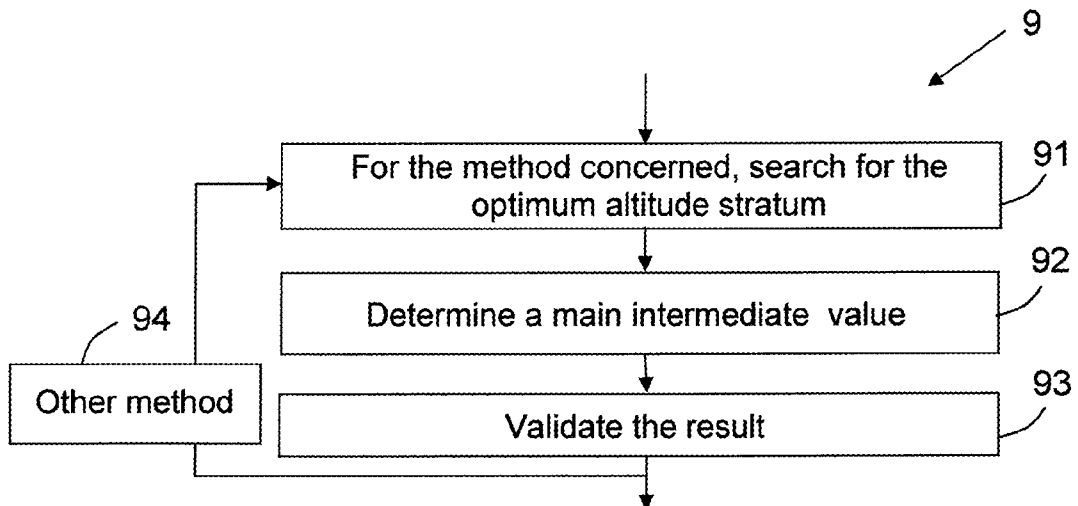 9
For the method concerned, search for the
optimum altitude stratum
91
92
Determine a main intermediate value
94
Other method
93
Validate the result